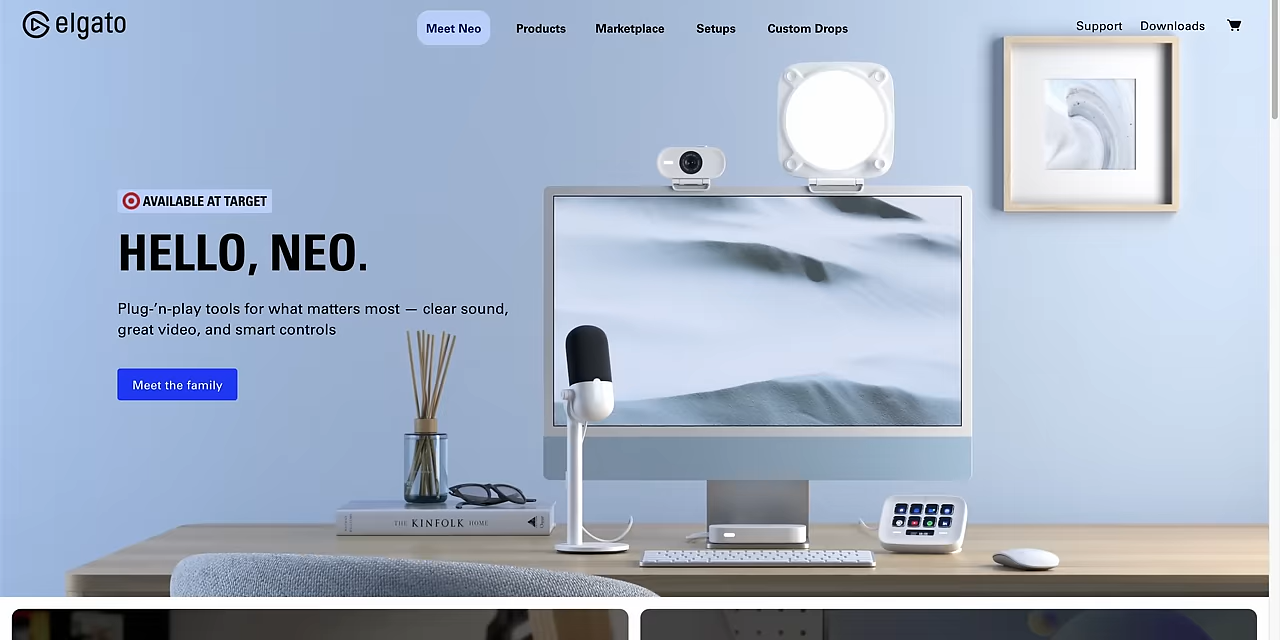 elgato
Meet Neo
Products
Marketplace
Setups
Custom Drops
Support
Downloads
AVAILABLE AT TARGET
HELLO, NEO.
Plug-’n-play tools for what matters most — clear sound,
great video, and smart controls
Meet the family
THE KINFOLK HOME